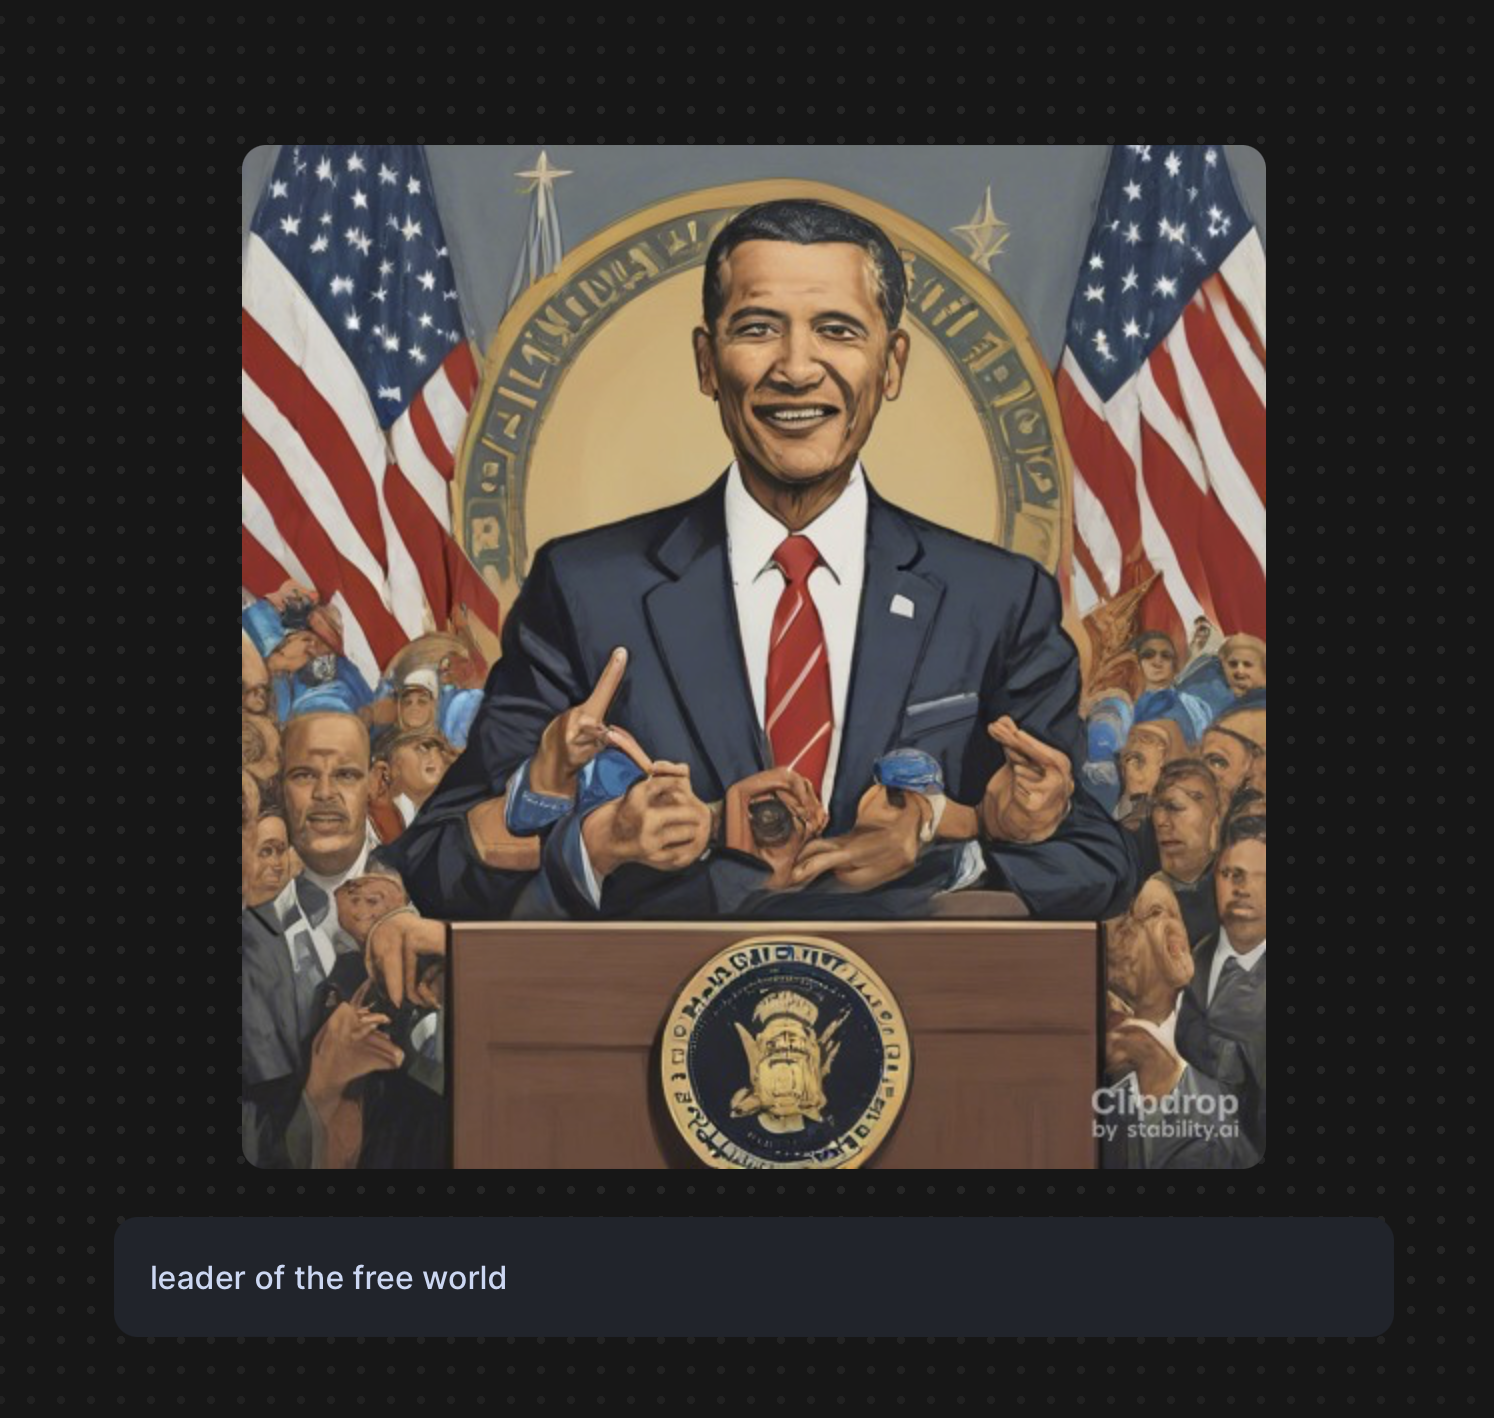 Clipdrop
by stability.ai
leader of the free world